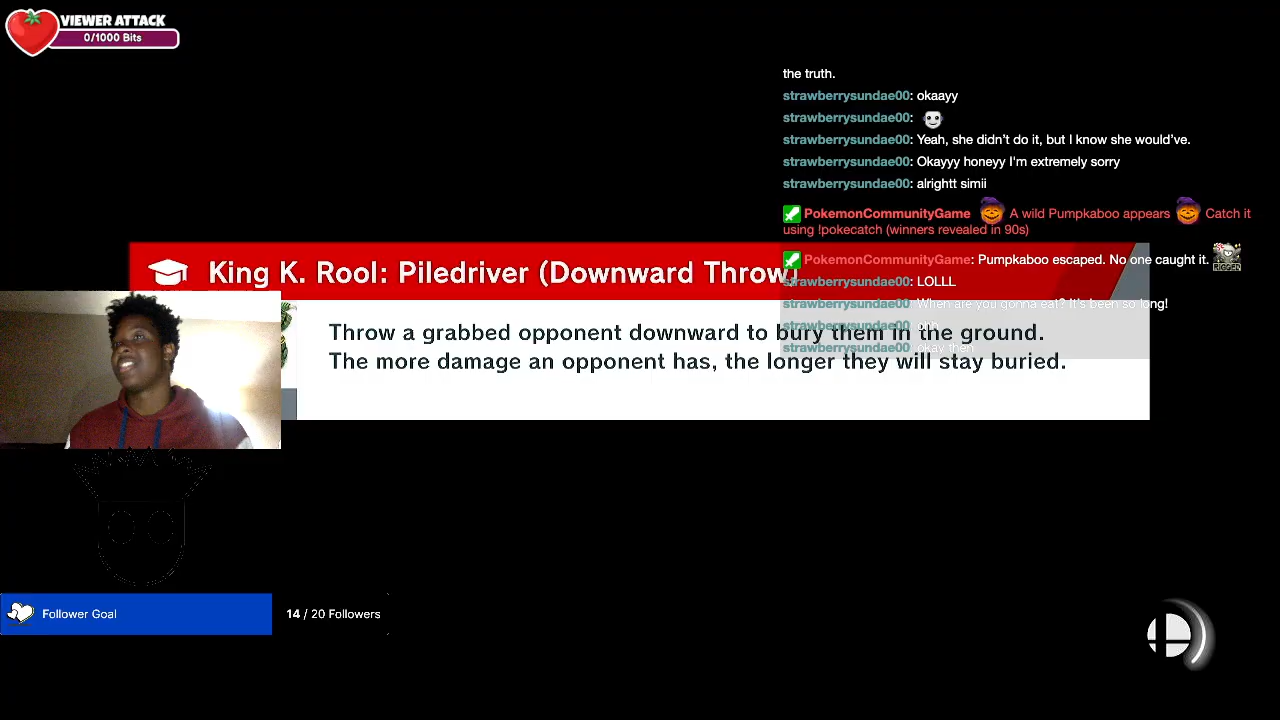 VIEWER ATTACK
0/1000 Bits
the truth.
strawberrysundae00: okaayy
strawberrysundae00:
strawberrysundae00: Yeah, she didn't do it, but I know she would've.
strawberrysundae00: Okayyy honeyy I'm extremely sorry
strawberrysundae00: alrightt simii
PokemonCommunityGame A wild Pumpkaboo appears Catch it
using !pokecatch (winners revealed in 90s)
PokemonCommunityGame: Pumpkaboo escaped. No one caught it.
strawberrysundae00: LOLLL
strawberrysundae00: When are you gonna eat? It's been so long!
strawberrysundae00:
strawberrysundae00: okay then
King K. Rool: Piledriver (Downward Throw)
Throw a grabbed opponent downward to bury them in the ground.
The more damage an opponent has, the longer they will stay buried.
Follower Goal
14 / 20 Followers